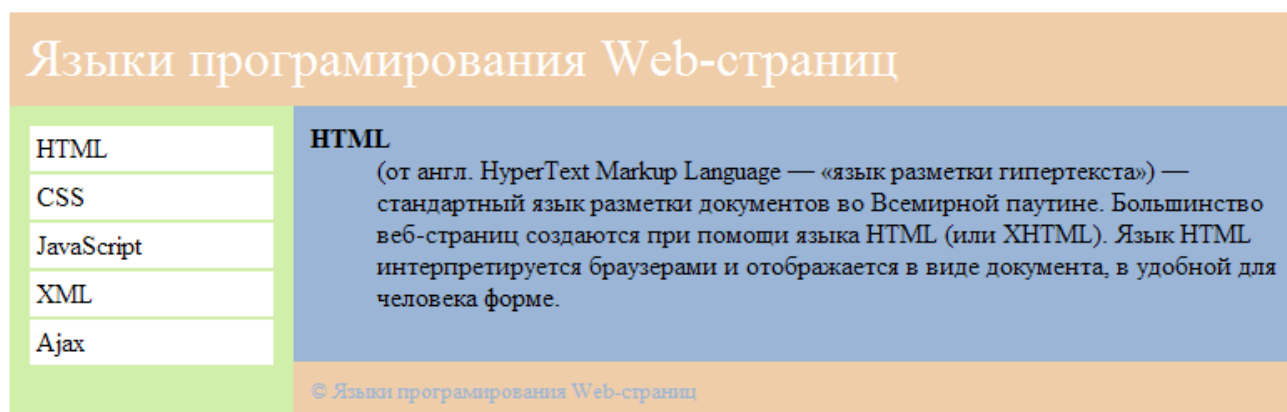 Языки програмирования Web-страниц
HTML
CSS
JavaScript
XML
Ajax
HTML
(от англ. HyperText Markup Language — «язык разметки гипертекста») —
стандартный язык разметки документов во Всемирной паутине. Большинство
веб-страниц создаются при помощи языка HTML (или XHTML). Язык HTML
интерпретируется браузерами и отображается в виде документа, в удобной для
человека форме.
© Языки програмирования Web-страниц